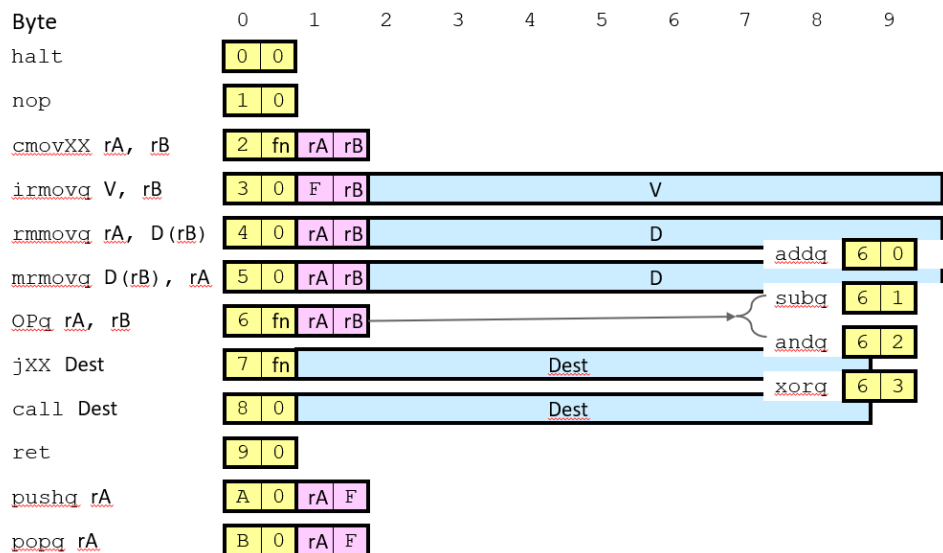 Byte 0 1 2 3 4 5 6 7 8 9
halt 0 0
nop 1 0
cmovXX rA, rB 2 fn rA rB
irmovq V, rB 3 0 F rB V
rmmovq rA, D(rB) 4 0 rA rB D
addq 6 0
mrmovq D(rB), rA 5 0 rA rB D
subq 6 1
OPq rA, rB 6 fn rA rB
andq 6 2
jXX Dest 7 fn Dest
xorq 6 3
call Dest 8 0 Dest
ret 9 0
pushq rA A 0 rA F
popq rA B 0 rA F